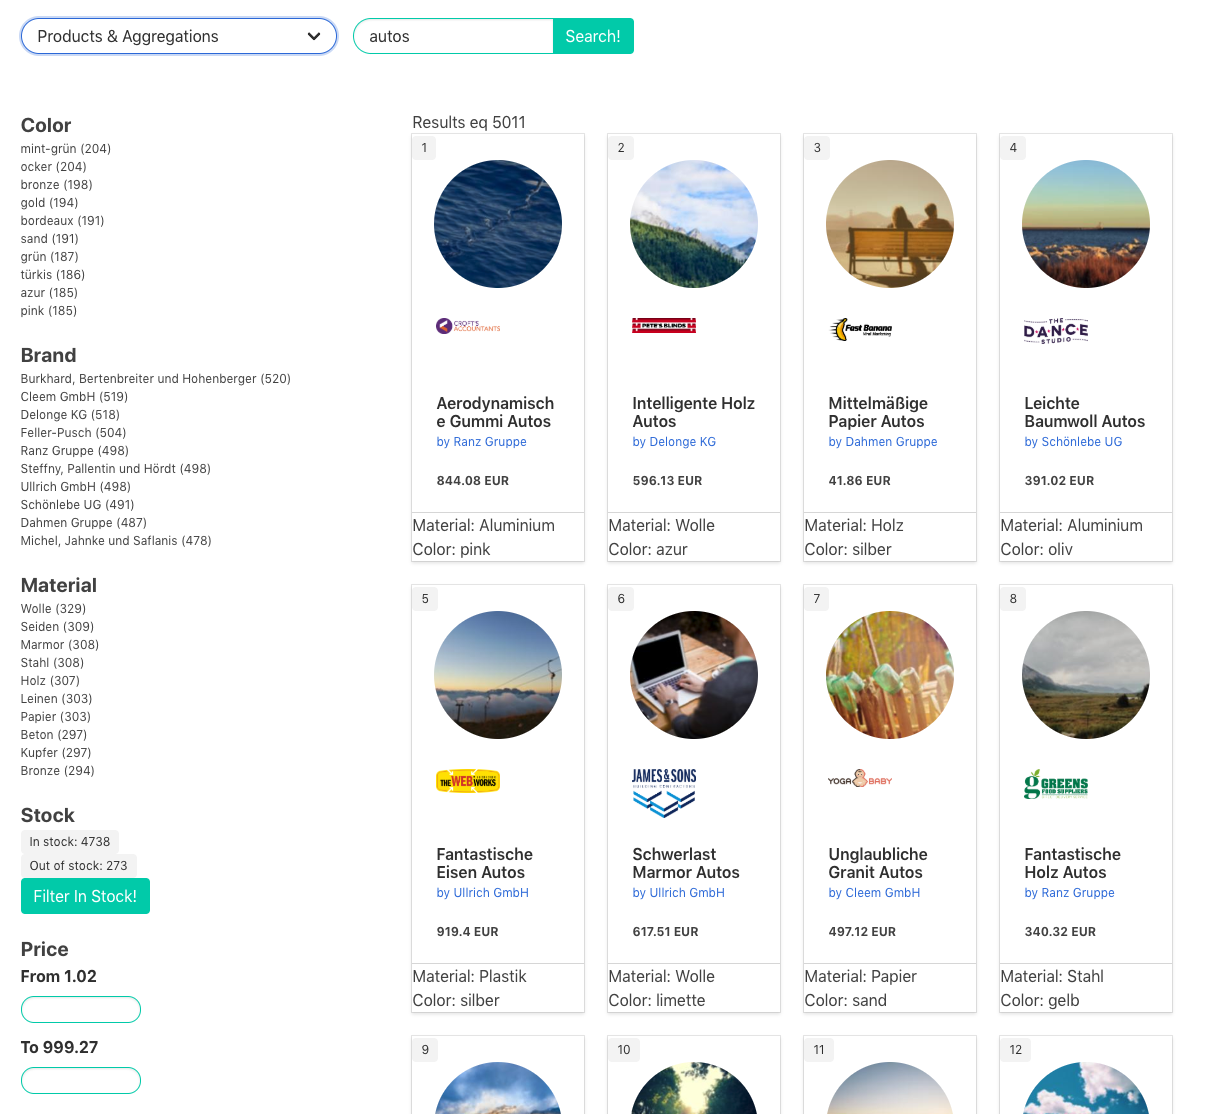 Products & Aggregations
autos
Search!
Color
mint-grün (204)
ocker (204)
bronze (198)
gold (194)
bordeaux (191)
sand (191)
grün (187)
türkis (186)
azur (185)
pink (185)
Brand
Burkhard, Bertenbreiter und Hohenberger (520)
Cleem GmbH (519)
Delonge KG (518)
Feller-Pusch (504)
Ranz Gruppe (498)
Steffny, Pallentin und Hördt (498)
Ullrich GmbH (498)
Schönlebe UG (491)
Dahmen Gruppe (487)
Michel, Jahnke und Saflanis (478)
Material
Wolle (329)
Seiden (309)
Marmor (308)
Stahl (308)
Holz (307)
Leinen (303)
Papier (303)
Beton (297)
Kupfer (297)
Bronze (294)
Stock
In stock: 4738
Out of stock: 273
Filter In Stock!
Price
From 1.02
To 999.27
Results eq 5011
1
CROFT'S
ACCOUNTANTS
Aerodynamisch
e Gummi Autos
by Ranz Gruppe
844.08 EUR
Material: Aluminium
Color: pink
2
PETE'S BLINDS
Intelligente Holz
Autos
by Delonge KG
596.13 EUR
Material: Wolle
Color: azur
3
Fast Banana
Viral Marketing
Mittelmäßige
Papier Autos
by Dahmen Gruppe
41.86 EUR
Material: Holz
Color: silber
4
THE
DANCE
STUDIO
Leichte
Baumwoll Autos
by Schönlebe UG
391.02 EUR
Material: Aluminium
Color: oliv
5
THE WEB WORKS
Fantastische
Eisen Autos
by Ullrich GmbH
919.4 EUR
Material: Plastik
Color: silber
6
JAMES & SONS
Schwerlast
Marmor Autos
by Ullrich GmbH
617.51 EUR
Material: Wolle
Color: limette
7
YOGA BABY
Unglaubliche
Granit Autos
by Cleem GmbH
497.12 EUR
Material: Papier
Color: sand
8
GREENS
FOOD SUPPLIERS
Fantastische
Holz Autos
by Ranz Gruppe
340.32 EUR
Material: Stahl
Color: gelb
9
10
11
12